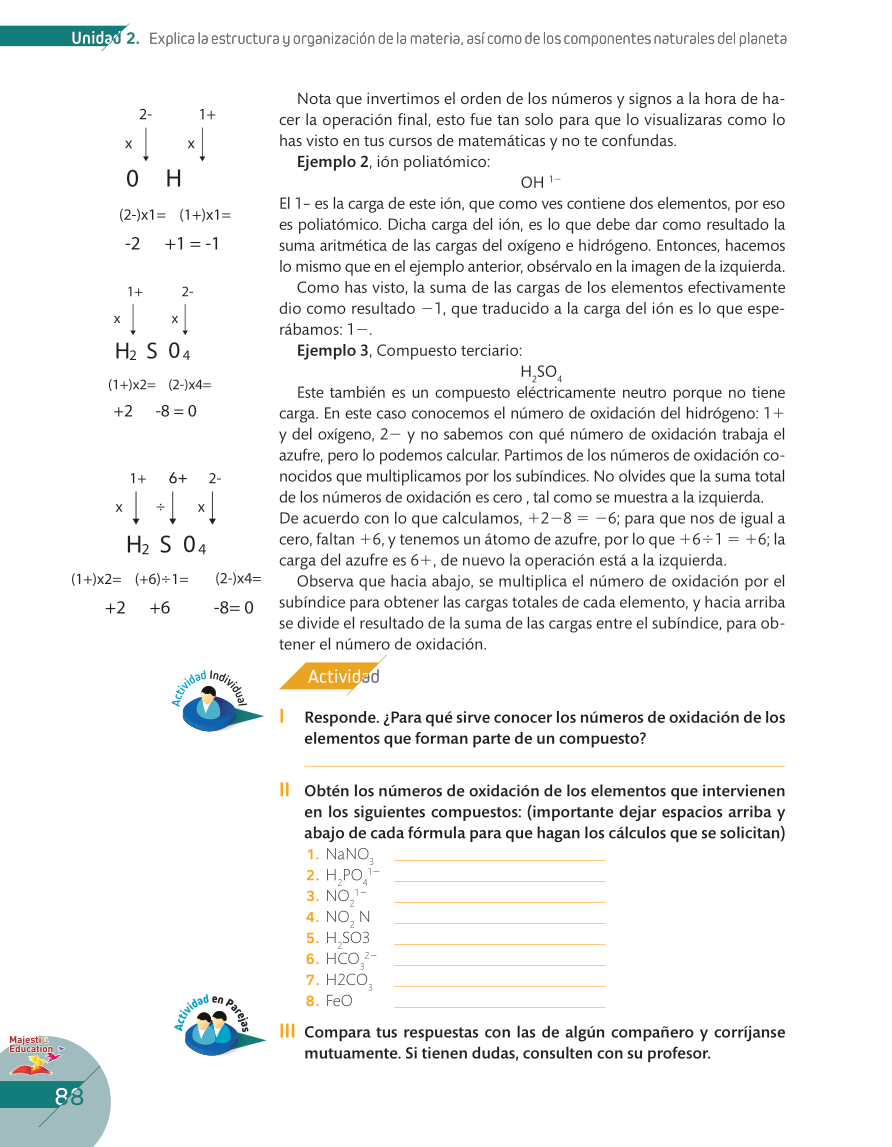 Unidad 2. Explica la estructura y organización de la materia, así como de los componentes naturales del planeta
2- 1+
x x
O H
(2-)x1= (1+)x1=
-2 +1 = -1
1+ 2-
x x
H2 S O4
(1+)x2= (2-)x4=
+2 -8 = 0
1+ 6+ 2-
x ÷ x
H2 S O4
(1+)x2= (+6)÷1= (2-)x4=
+2 +6 -8= 0
Nota que invertimos el orden de los números y signos a la hora de ha-
cer la operación final, esto fue tan solo para que lo visualizaras como lo
has visto en tus cursos de matemáticas y no te confundas.
Ejemplo 2, ión poliatómico:
OH 1−
El 1– es la carga de este ión, que como ves contiene dos elementos, por eso
es poliatómico. Dicha carga del ión, es lo que debe dar como resultado la
suma aritmética de las cargas del oxígeno e hidrógeno. Entonces, hacemos
lo mismo que en el ejemplo anterior, obsérvalo en la imagen de la izquierda.
Como has visto, la suma de las cargas de los elementos efectivamente
dio como resultado −1, que traducido a la carga del ión es lo que espe-
rábamos: 1−.
Ejemplo 3, Compuesto terciario:
H2SO4
Este también es un compuesto eléctricamente neutro porque no tiene
carga. En este caso conocemos el número de oxidación del hidrógeno: 1+
y del oxígeno, 2− y no sabemos con qué número de oxidación trabaja el
azufre, pero lo podemos calcular. Partimos de los números de oxidación co-
nocidos que multiplicamos por los subíndices. No olvides que la suma total
de los números de oxidación es cero , tal como se muestra a la izquierda.
De acuerdo con lo que calculamos, +2−8 = −6; para que nos de igual a
cero, faltan +6, y tenemos un átomo de azufre, por lo que +6÷1 = +6; la
carga del azufre es 6+, de nuevo la operación está a la izquierda.
Observa que hacia abajo, se multiplica el número de oxidación por el
subíndice para obtener las cargas totales de cada elemento, y hacia arriba
se divide el resultado de la suma de las cargas entre el subíndice, para ob-
tener el número de oxidación.
Actividad
Actividad Individual
I Responde. ¿Para qué sirve conocer los números de oxidación de los
elementos que forman parte de un compuesto?
II Obtén los números de oxidación de los elementos que intervienen
en los siguientes compuestos: (importante dejar espacios arriba y
abajo de cada fórmula para que hagan los cálculos que se solicitan)
1. NaNO3
2. H2PO4 1−
3. NO2 1−
4. NO2 N
5. H2SO3
6. HCO3 2−
7. H2CO3
8. FeO
Actividad en Parejas
III Compara tus respuestas con las de algún compañero y corríjanse
mutuamente. Si tienen dudas, consulten con su profesor.
Majestic
Education
88